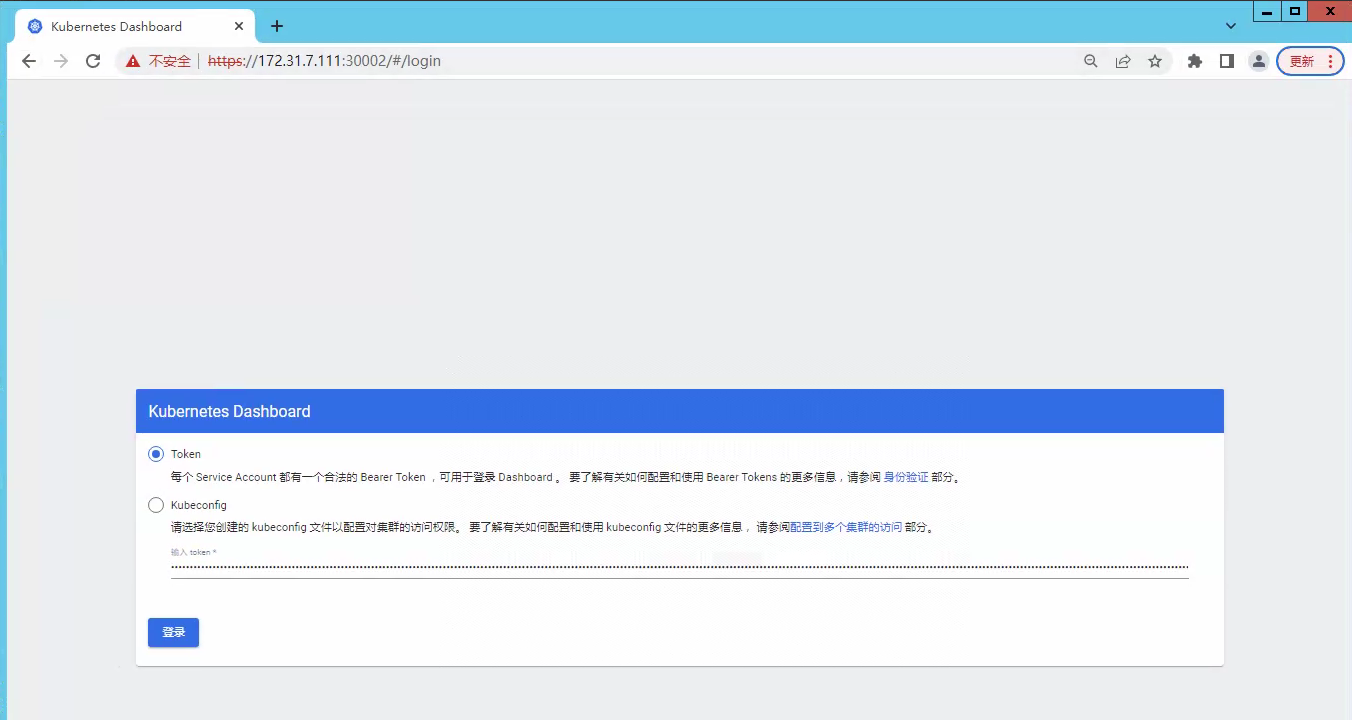 Kubernetes Dashboard
不安全 | https://172.31.7.111:30002/#/login
更新
Kubernetes Dashboard
Token
每个 Service Account 都有一个合法的 Bearer Token ，可用于登录 Dashboard 。 要了解有关如何配置和使用 Bearer Tokens 的更多信息，请参阅 身份验证 部分。
Kubeconfig
请选择您创建的 kubeconfig 文件以配置对集群的访问权限。 要了解有关如何配置和使用 kubeconfig 文件的更多信息， 请参阅配置到多个集群的访问 部分。
输入 token *
登录